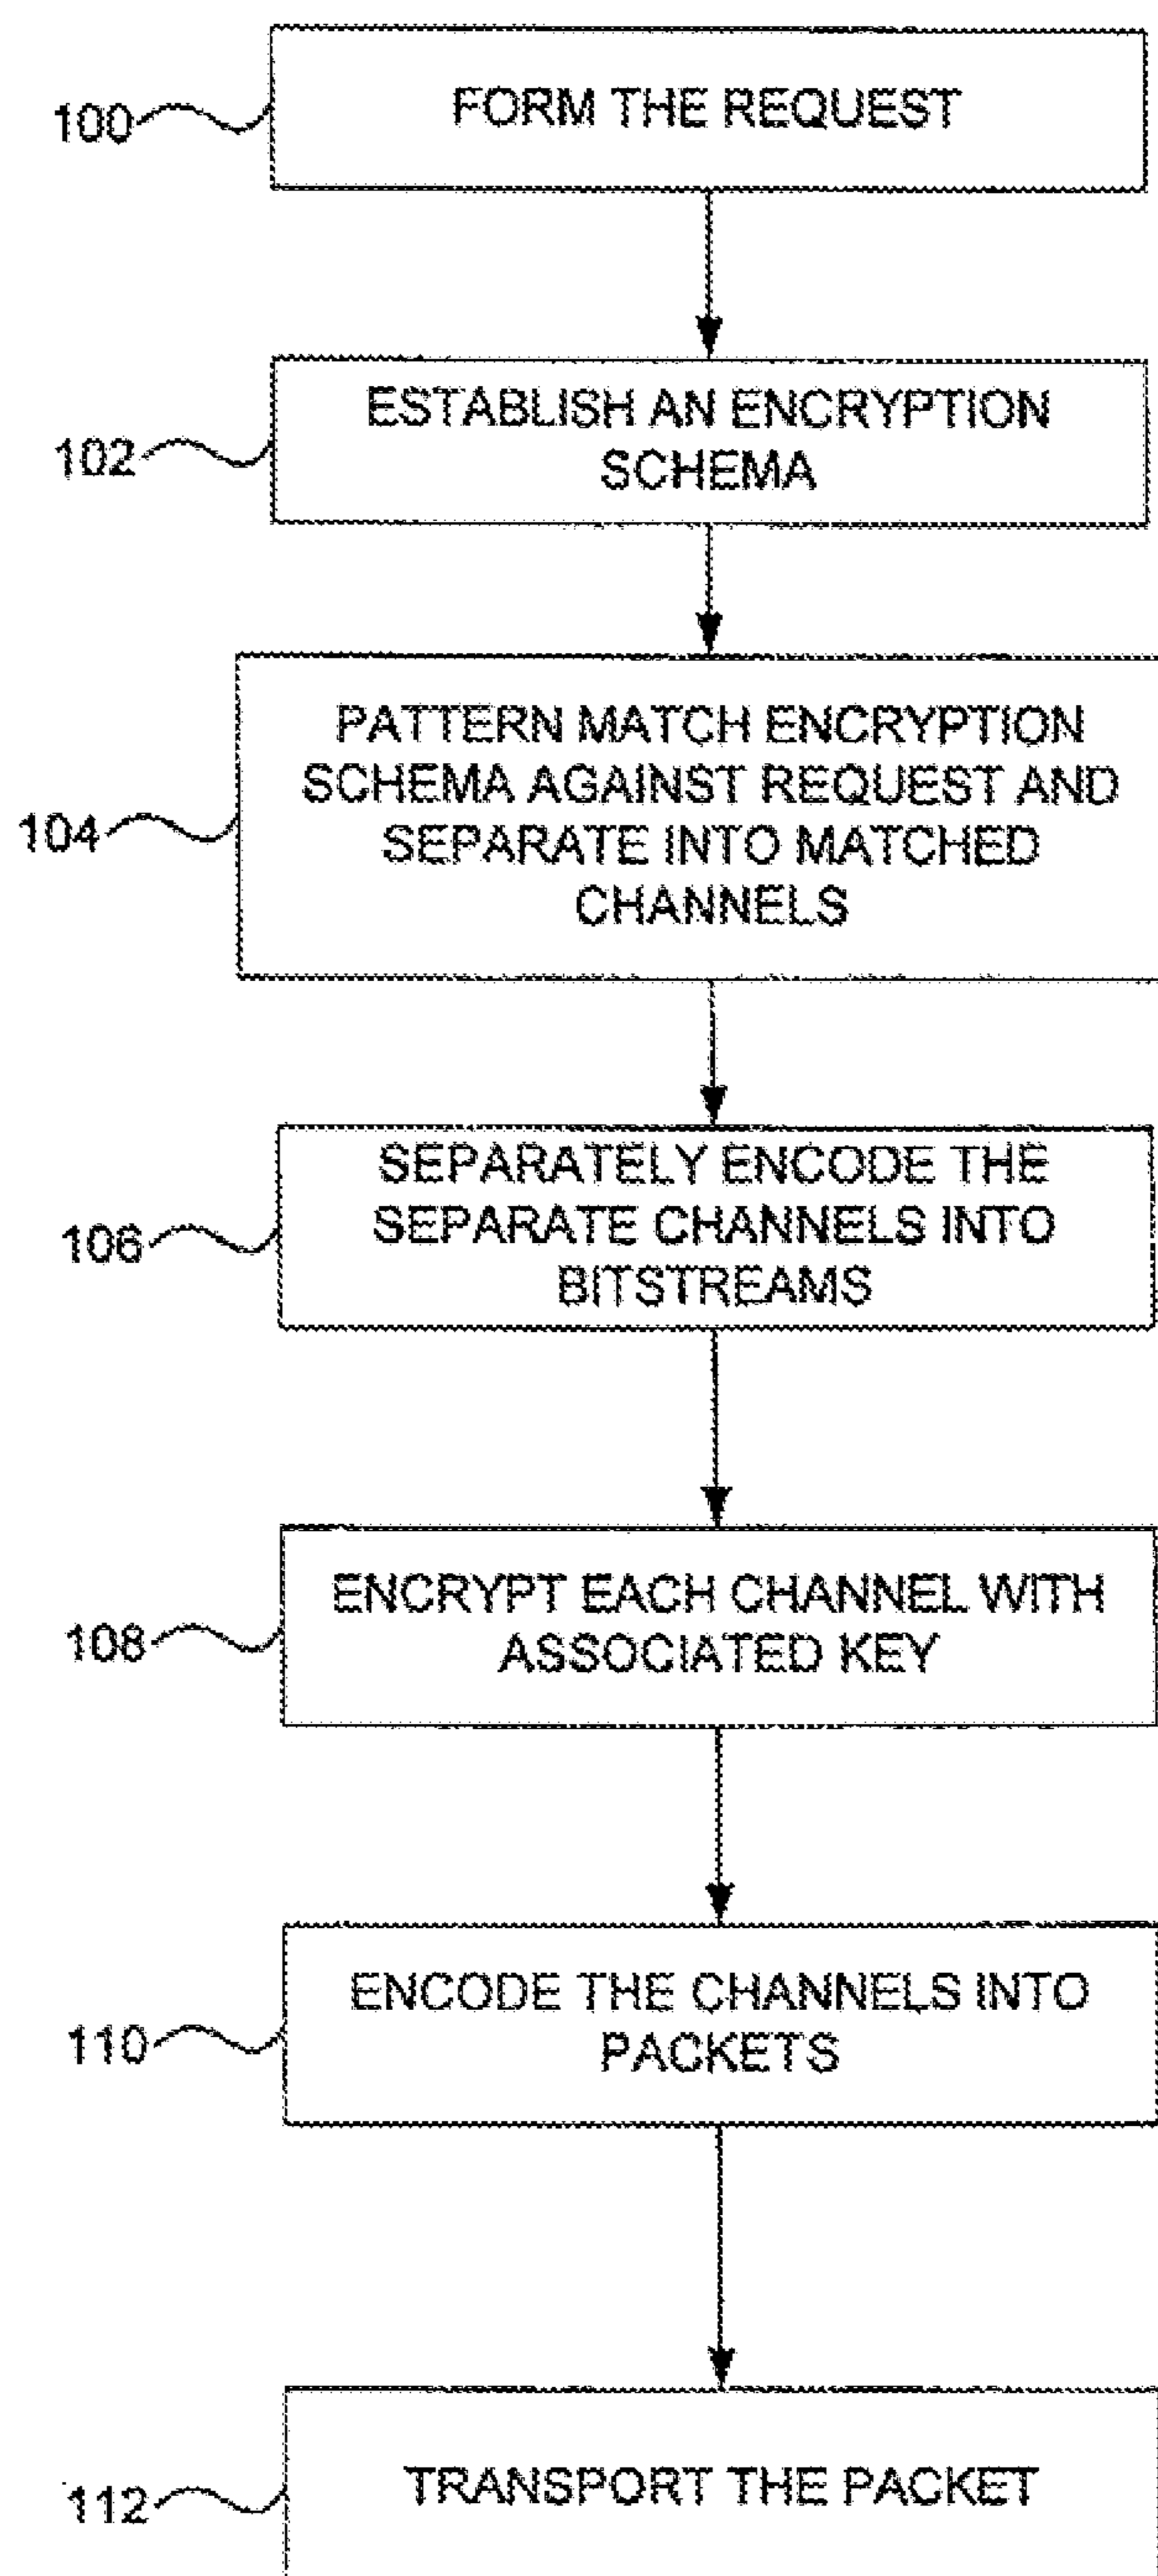 FORM THE REQUEST
100
ESTABLISH AN ENCRYPTION
SCHEMA
102
PATTERN MATCH ENCRYPTION
SCHEMA AGAINST REQUEST AND
SEPARATE INTO MATCHED
CHANNELS
104
SEPARATELY ENCODE THE
SEPARATE CHANNELS INTO
BITSTREAMS
106
ENCRYPT EACH CHANNEL WITH
ASSOCIATED KEY
108
ENCODE THE CHANNELS INTO
PACKETS
110
TRANSPORT THE PACKET
112